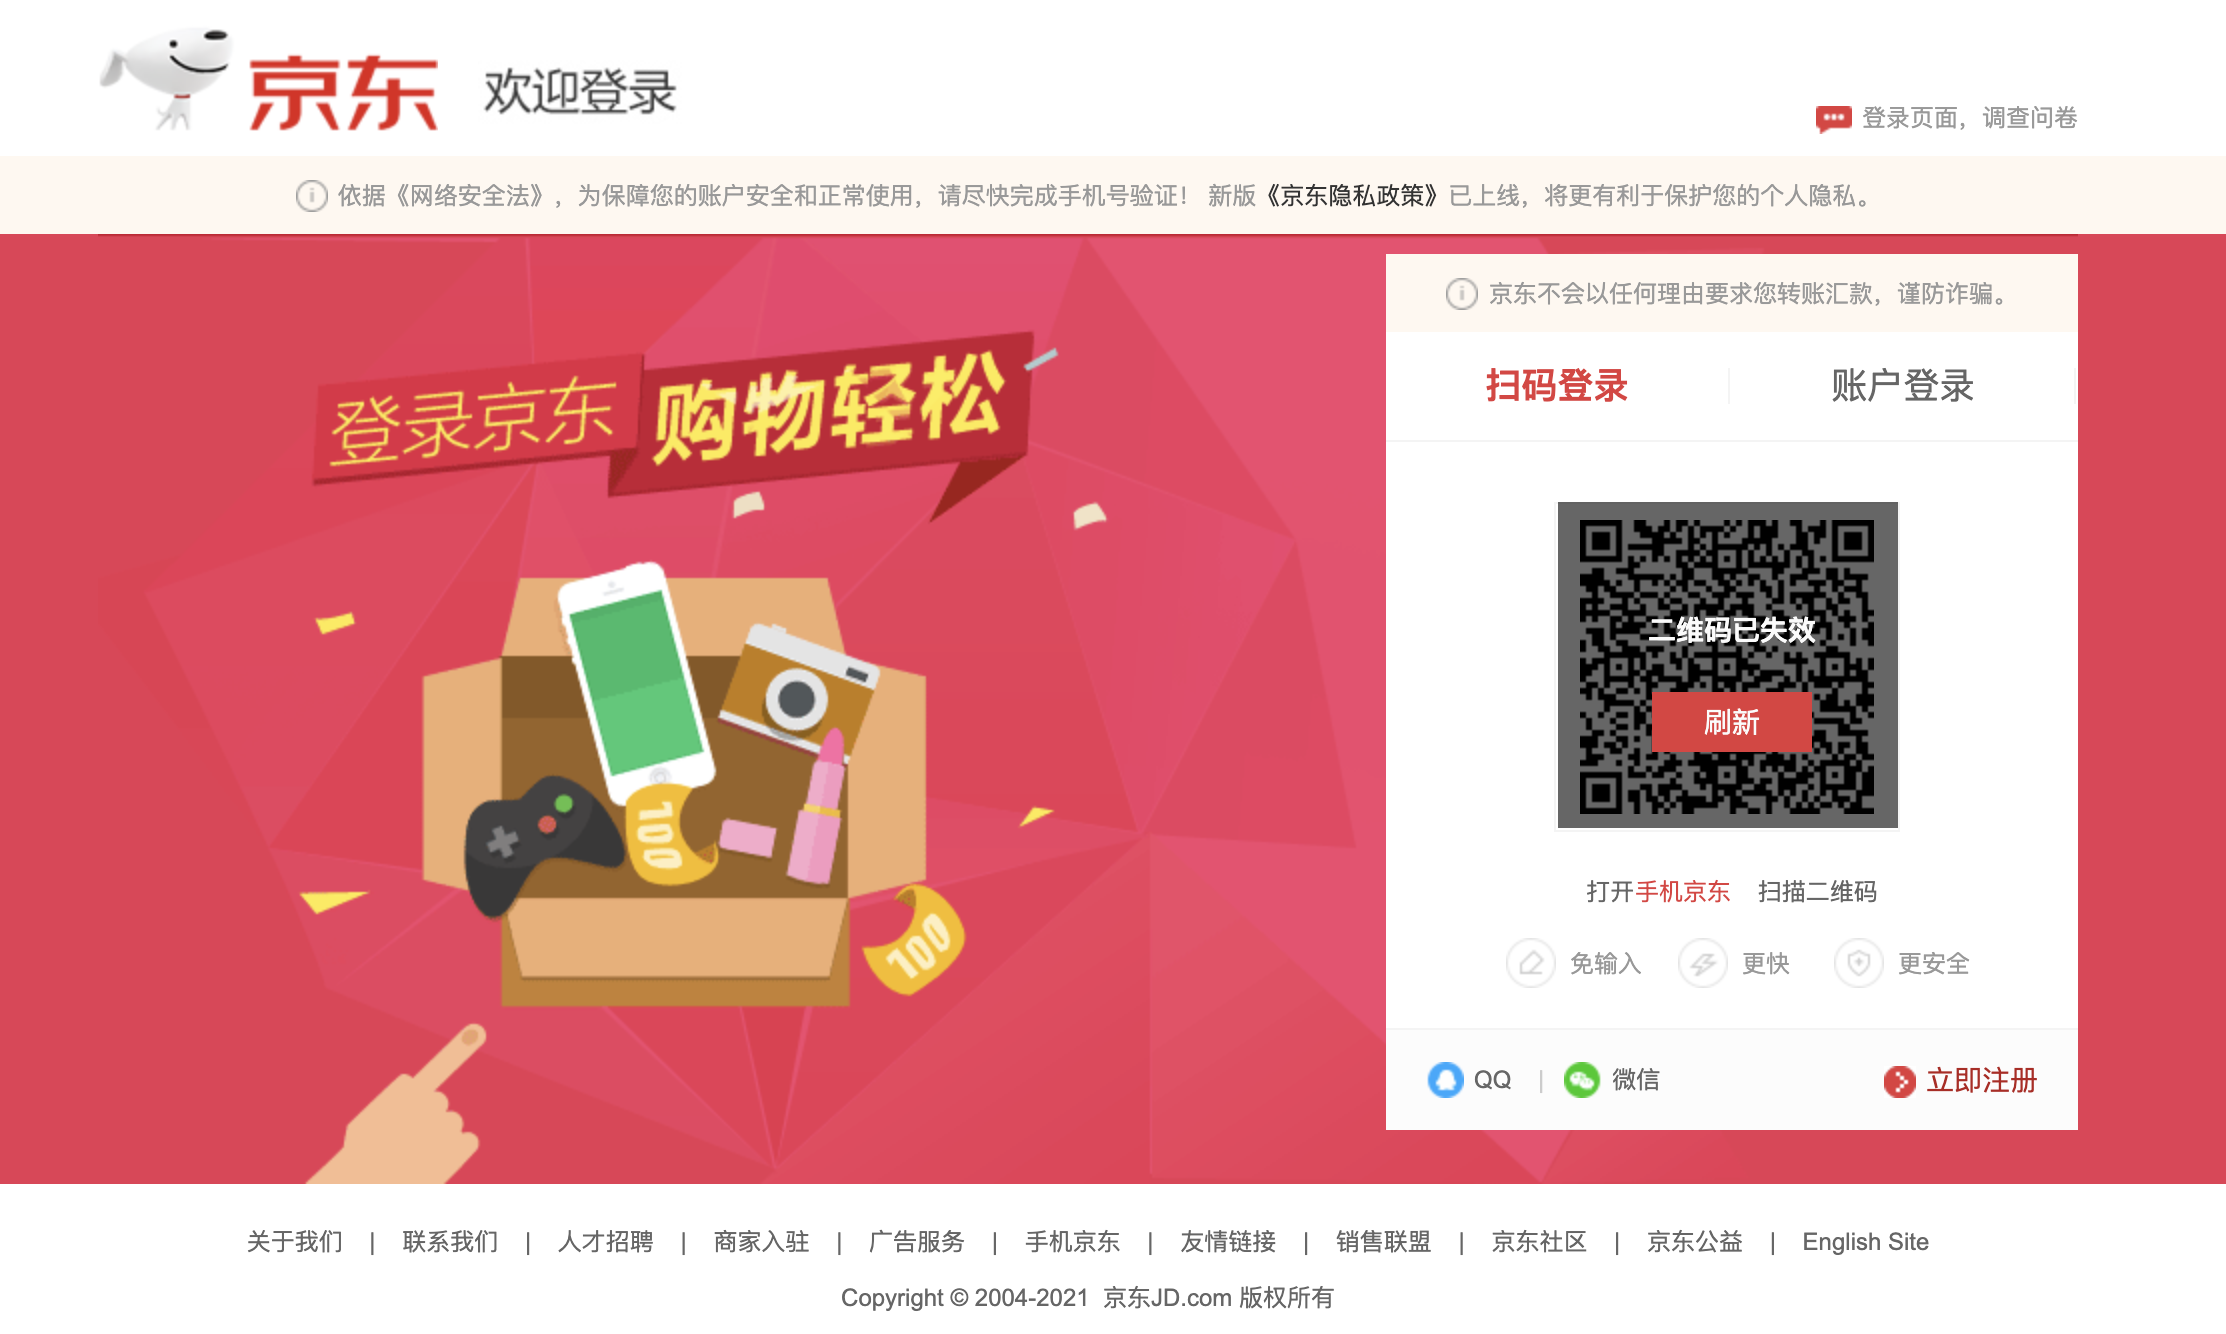 京东 欢迎登录
登录页面，调查问卷
依据《网络安全法》，为保障您的账户安全和正常使用，请尽快完成手机号验证！ 新版《京东隐私政策》已上线，将更有利于保护您的个人隐私。
登录京东 购物轻松
100
100
京东不会以任何理由要求您转账汇款，谨防诈骗。
扫码登录 账户登录
二维码已失效
刷新
打开手机京东 扫描二维码
免输入 更快 更安全
QQ | 微信 立即注册
关于我们 | 联系我们 | 人才招聘 | 商家入驻 | 广告服务 | 手机京东 | 友情链接 | 销售联盟 | 京东社区 | 京东公益 | English Site
Copyright © 2004-2021 京东JD.com 版权所有